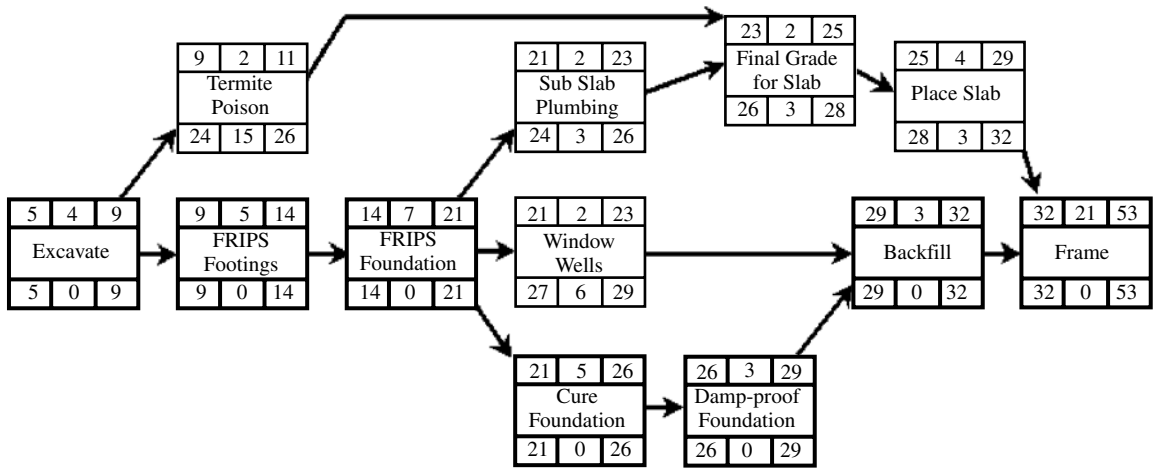 23 2 25
Final Grade
for Slab
26 3 28
9 2 11
Termite
Poison
24 15 26
21 2 23
Sub Slab
Plumbing
24 3 26
25 4 29
Place Slab
28 3 32
5 4 9
Excavate
5 0 9
9 5 14
FRIPS
Footings
9 0 14
14 7 21
FRIPS
Foundation
14 0 21
21 2 23
Window
Wells
27 6 29
29 3 32
Backfill
29 0 32
32 21 53
Frame
32 0 53
21 5 26
Cure
Foundation
21 0 26
26 3 29
Damp-proof
Foundation
26 0 29